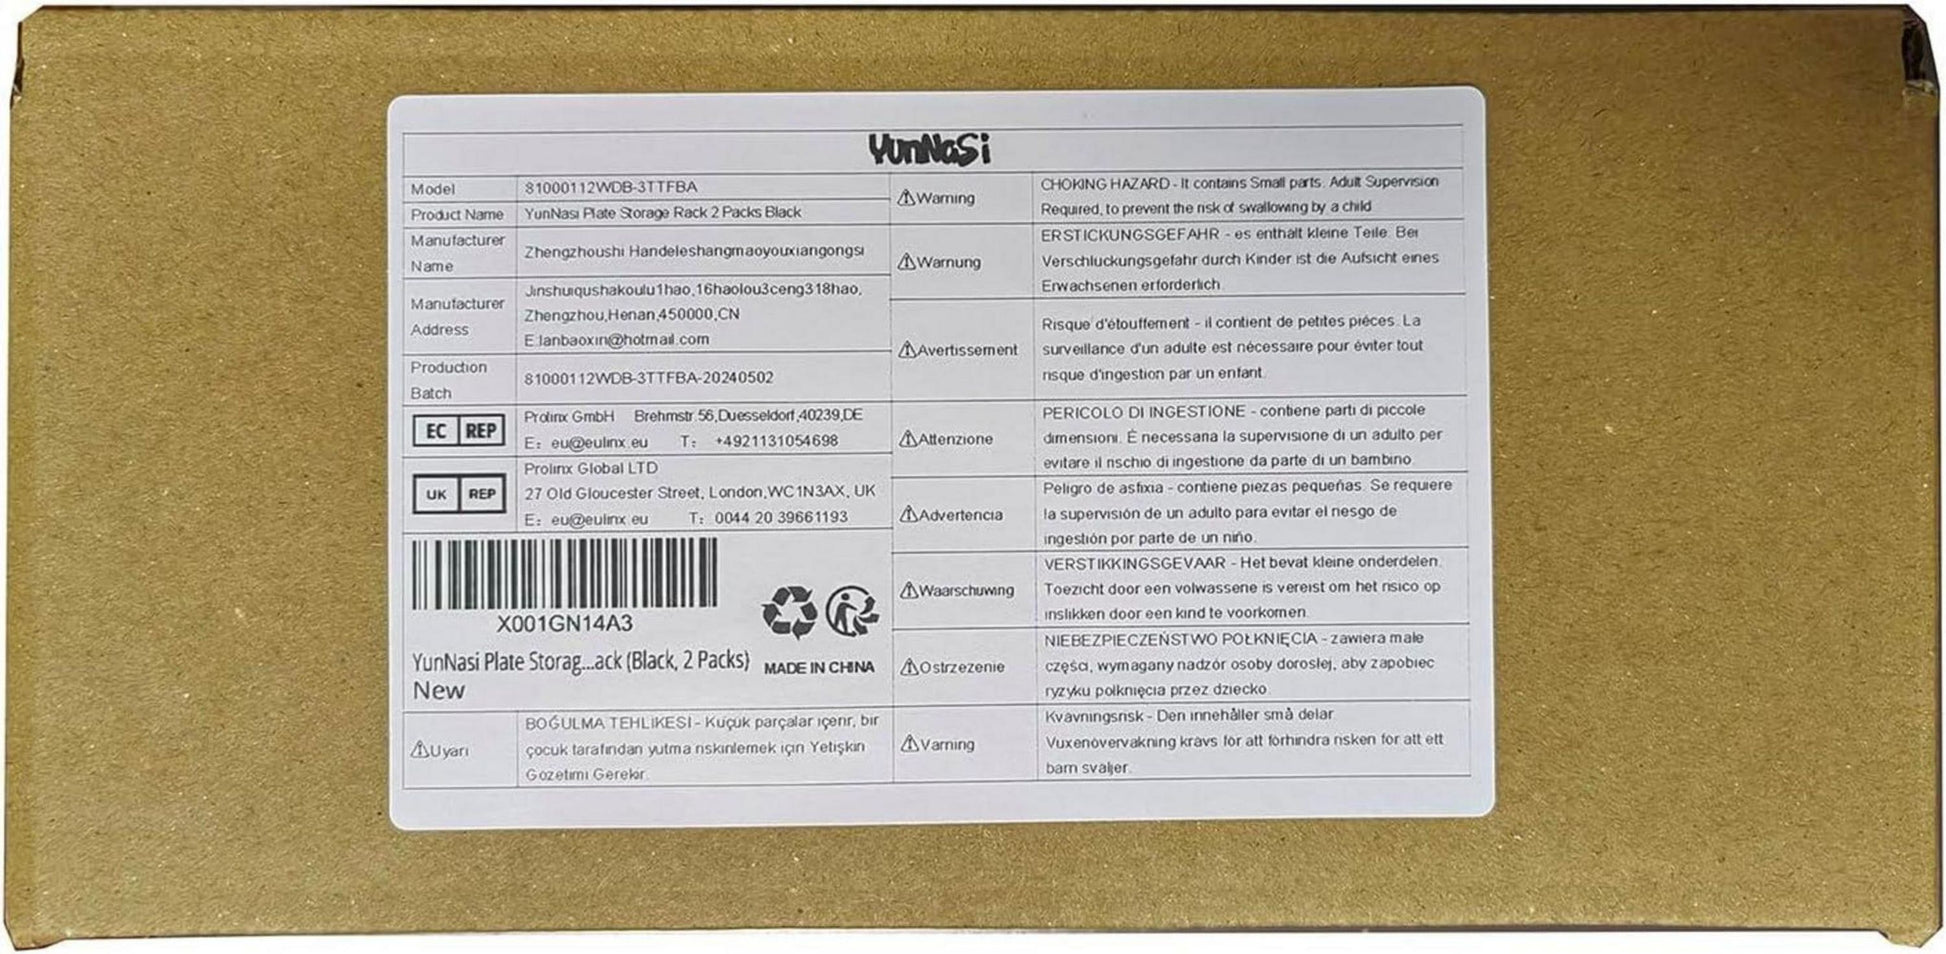 YunNaSi
Model 81000112WDB-3TTFBA
Product Name YunNasi Plate Storage Rack 2 Packs Black
Manufacturer
Name
Zhengzhoushi Handeleshangmaoyouxiangongsi
Manufacturer
Address
Jinshuiqushakoulu1hao,16haolou3ceng318hao,
Zhengzhou,Henan,450000,CN
E:lanbaoxin@hotmail.com
Production
Batch
81000112WDB-3TTFBA-20240502
EC REP
Prolinx GmbH Brehmstr.56,Duesseldorf,40239,DE
E: eu@eulinx.eu T: +4921131054698
UK REP
Prolinx Global LTD
27 Old Gloucester Street, London,WC1N3AX, UK
E: eu@eulinx.eu T: 0044 20 39661193
X001GN14A3
YunNasi Plate Storag...ack (Black, 2 Packs)
New
MADE IN CHINA
⚠Uyarı
BOĞULMA TEHLİKESİ - Küçük parçalar içerir, bir
çocuk tarafından yutma riskinlemek için Yetişkin
Gözetimi Gerekir.
⚠Warning
CHOKING HAZARD - It contains Small parts. Adult Supervision
Required, to prevent the risk of swallowing by a child
⚠Warnung
ERSTICKUNGSGEFAHR - es enthält kleine Teile. Bei
Verschluckungsgefahr durch Kinder ist die Aufsicht eines
Erwachsenen erforderlich.
⚠Avertissement
Risque d'étouffement - il contient de petites pièces. La
surveillance d'un adulte est nécessaire pour éviter tout
risque d'ingestion par un enfant.
⚠Attenzione
PERICOLO DI INGESTIONE - contiene parti di piccole
dimensioni. È necessaria la supervisione di un adulto per
evitare il rischio di ingestione da parte di un bambino.
⚠Advertencia
Peligro de asfixia - contiene piezas pequeñas. Se requiere
la supervisión de un adulto para evitar el riesgo de
ingestión por parte de un niño.
⚠Waarschuwing
VERSTIKKINGSGEVAAR - Het bevat kleine onderdelen.
Toezicht door een volwassene is vereist om het risico op
inslikken door een kind te voorkomen.
⚠Ostrzezenie
NIEBEZPIECZEŃSTWO POŁKNIĘCIA - zawiera małe
części, wymagany nadzór osoby dorosłej, aby zapobiec
ryzyku połknięcia przez dziecko.
⚠Varning
Kvävningsrisk - Den innehåller små delar
Vuxenövervakning krävs för att förhindra risken för att ett
barn sväljer.